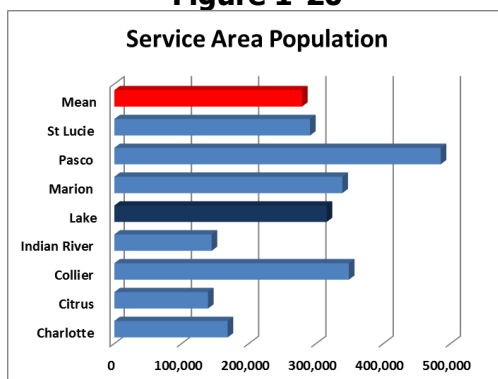 Figure 1-20
Service Area Population
Mean
St Lucie
Pasco
Marion
Lake
Indian River
Collier
Citrus
Charlotte
0 100,000 200,000 300,000 400,000 500,000